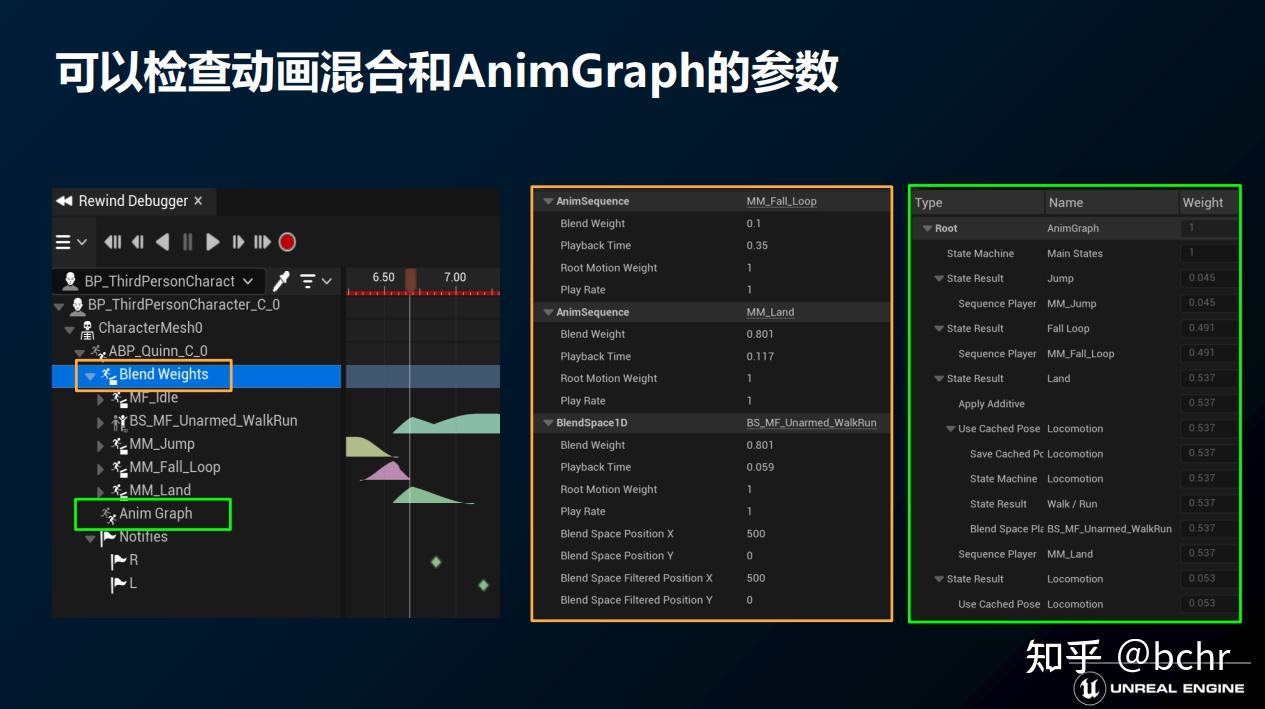 可以检查动画混合和AnimGraph的参数
Rewind Debugger ×
BP_ThirdPersonCharact
6.50 7.00
BP_ThirdPersonCharacter_C_0
CharacterMesh0
ABP_Quinn_C_0
Blend Weights
MF_Idle
BS_MF_Unarmed_WalkRun
MM_Jump
MM_Fall_Loop
MM_Land
Anim Graph
Notifies
R
L
AnimSequence MM_Fall_Loop
Blend Weight 0.1
Playback Time 0.35
Root Motion Weight 1
Play Rate 1
AnimSequence MM_Land
Blend Weight 0.801
Playback Time 0.117
Root Motion Weight 1
Play Rate 1
BlendSpace1D BS_MF_Unarmed_WalkRun
Blend Weight 0.801
Playback Time 0.059
Root Motion Weight 1
Play Rate 1
Blend Space Position X 500
Blend Space Position Y 0
Blend Space Filtered Position X 500
Blend Space Filtered Position Y 0
Type Name Weight
Root AnimGraph 1
State Machine Main States 1
State Result Jump 0.045
Sequence Player MM_Jump 0.045
State Result Fall Loop 0.491
Sequence Player MM_Fall_Loop 0.491
State Result Land 0.537
Apply Additive 0.537
Use Cached Pose Locomotion 0.537
Save Cached Pc Locomotion 0.537
State Machine Locomotion 0.537
State Result Walk / Run 0.537
Blend Space Pla BS_MF_Unarmed_WalkRun 0.537
Sequence Player MM_Land 0.537
State Result Locomotion 0.053
Use Cached Pose Locomotion 0.053
知乎 @bchr
UNREAL ENGINE